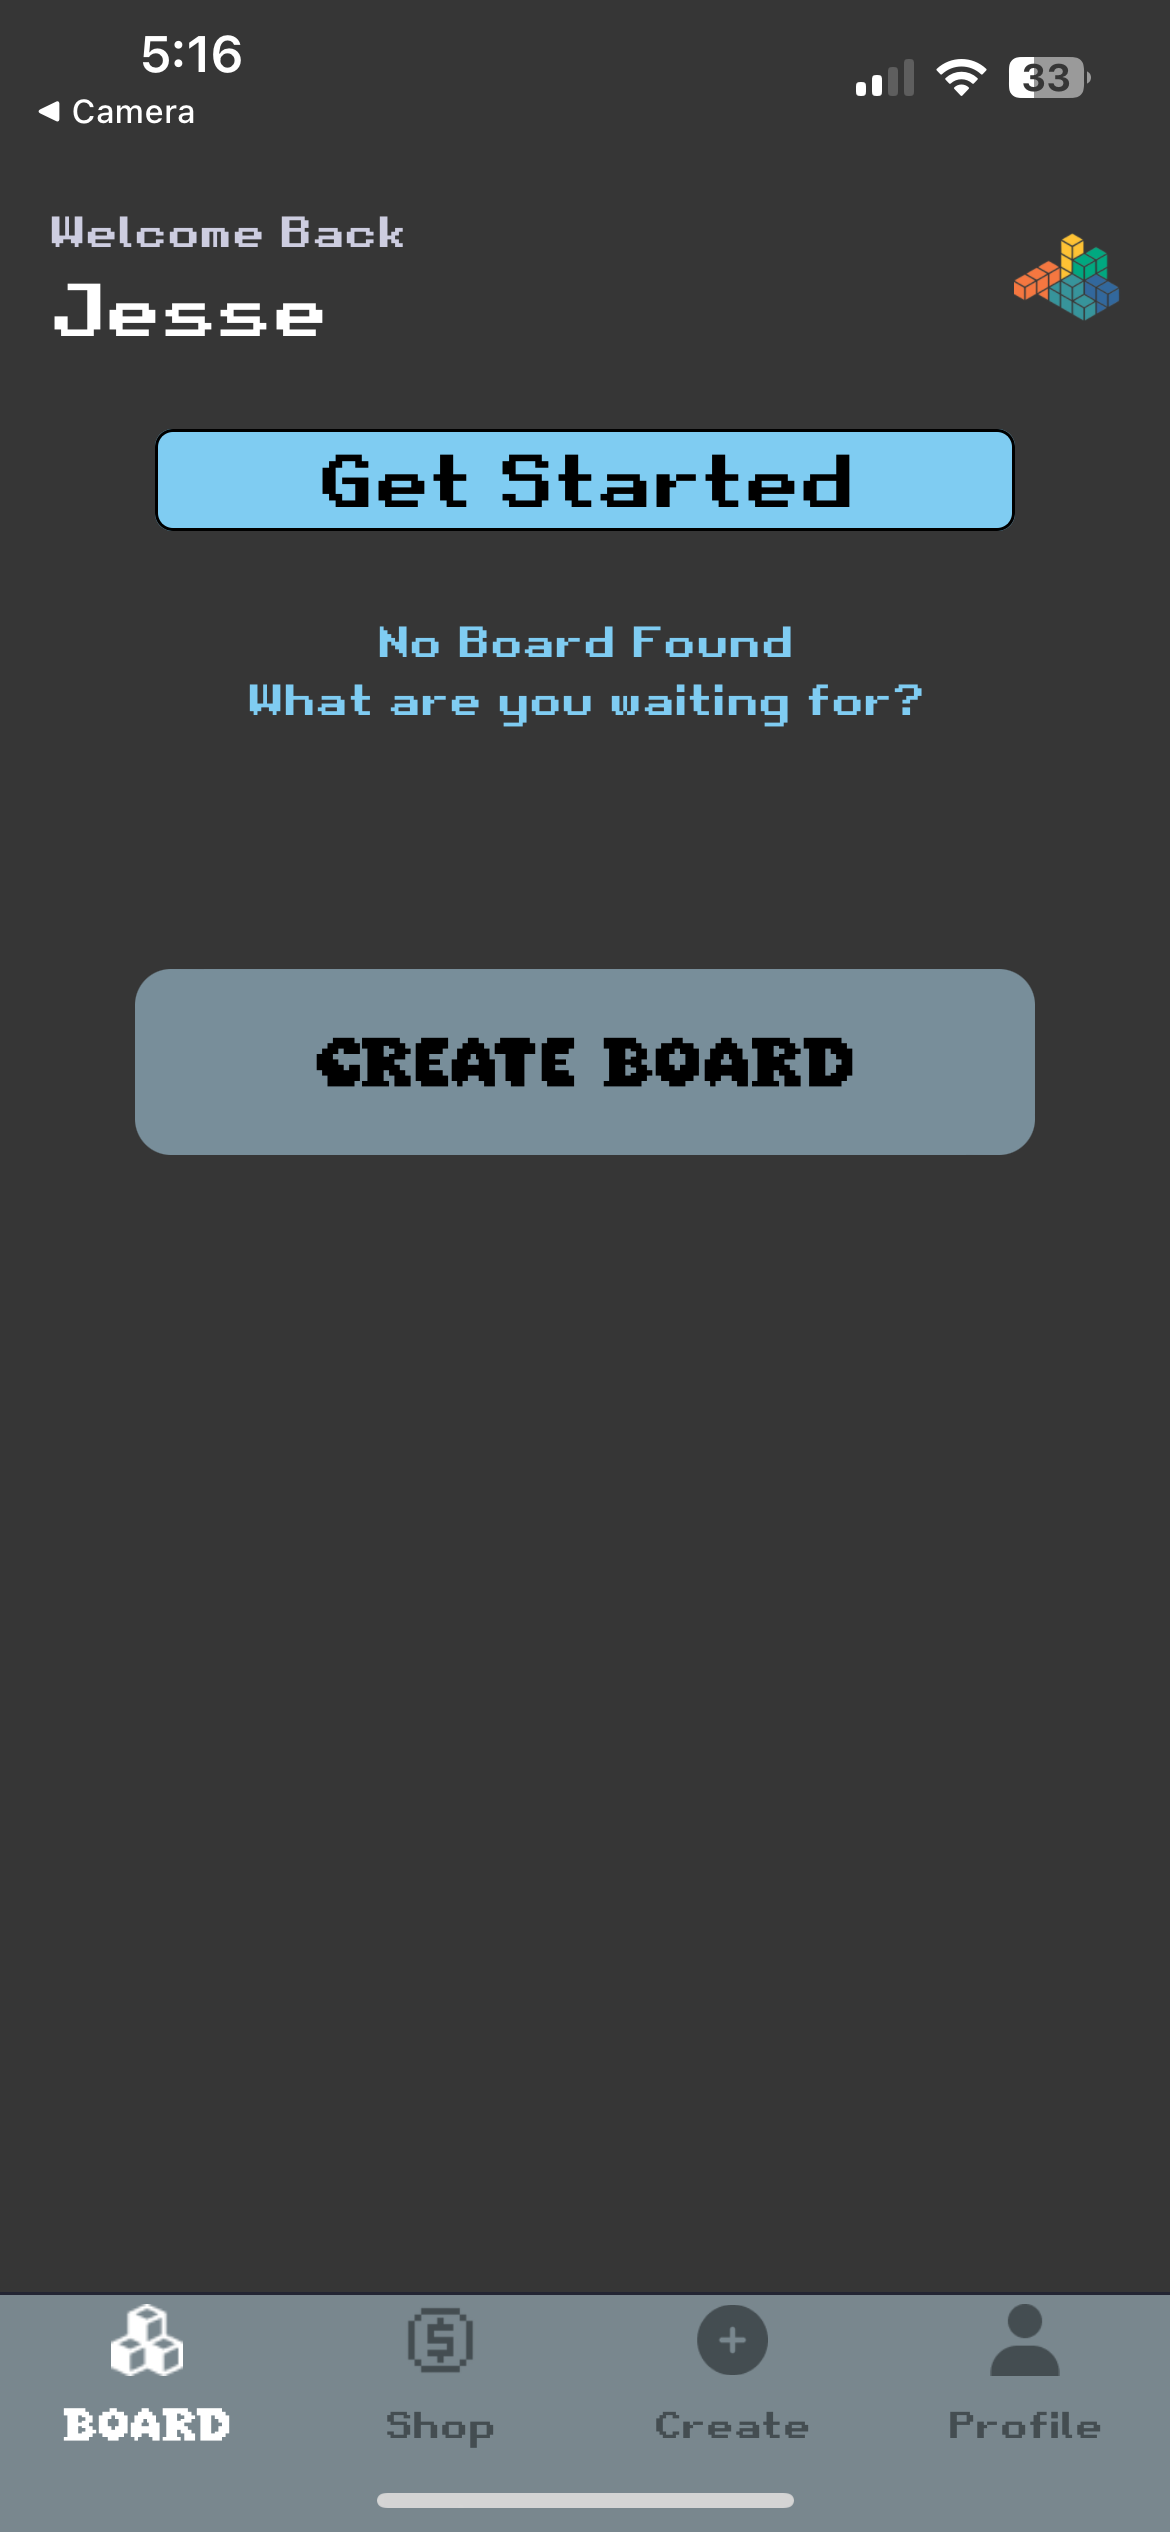 5:16
33
Camera
Welcome Back
Jesse
Get Started
No Board Found
What are you waiting for?
CREATE BOARD
BOARD
Shop
Create
Profile